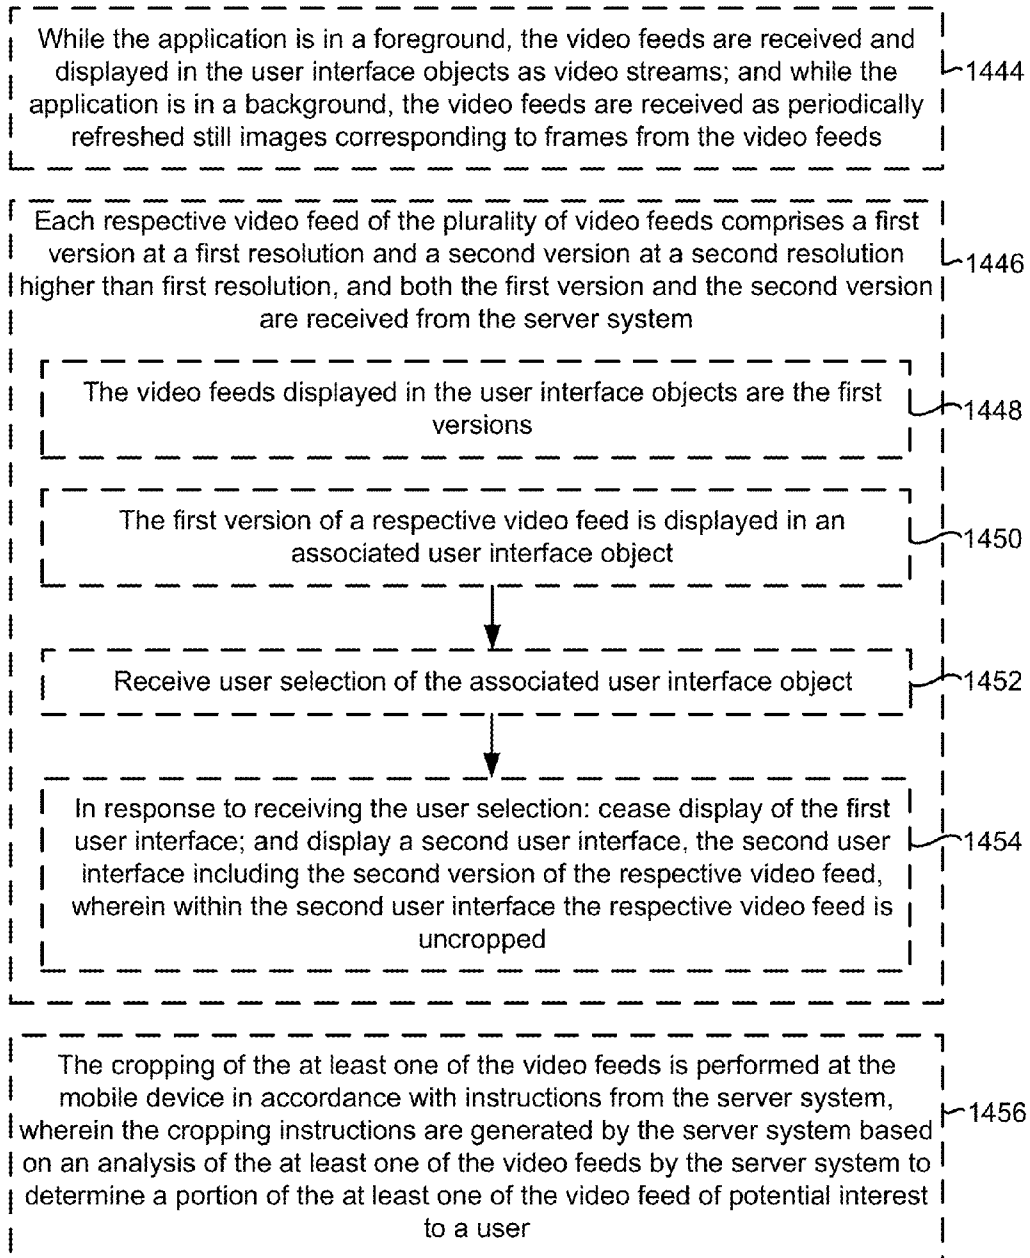 While the application is in a foreground, the video feeds are received and
displayed in the user interface objects as video streams; and while the
application is in a background, the video feeds are received as periodically
refreshed still images corresponding to frames from the video feeds
1444
Each respective video feed of the plurality of video feeds comprises a first
version at a first resolution and a second version at a second resolution
higher than first resolution, and both the first version and the second version
are received from the server system
1446
The video feeds displayed in the user interface objects are the first
versions
1448
The first version of a respective video feed is displayed in an
associated user interface object
1450
Receive user selection of the associated user interface object
1452
In response to receiving the user selection: cease display of the first
user interface; and display a second user interface, the second user
interface including the second version of the respective video feed,
wherein within the second user interface the respective video feed is
uncropped
1454
The cropping of the at least one of the video feeds is performed at the
mobile device in accordance with instructions from the server system,
wherein the cropping instructions are generated by the server system based
on an analysis of the at least one of the video feeds by the server system to
determine a portion of the at least one of the video feed of potential interest
to a user
1456